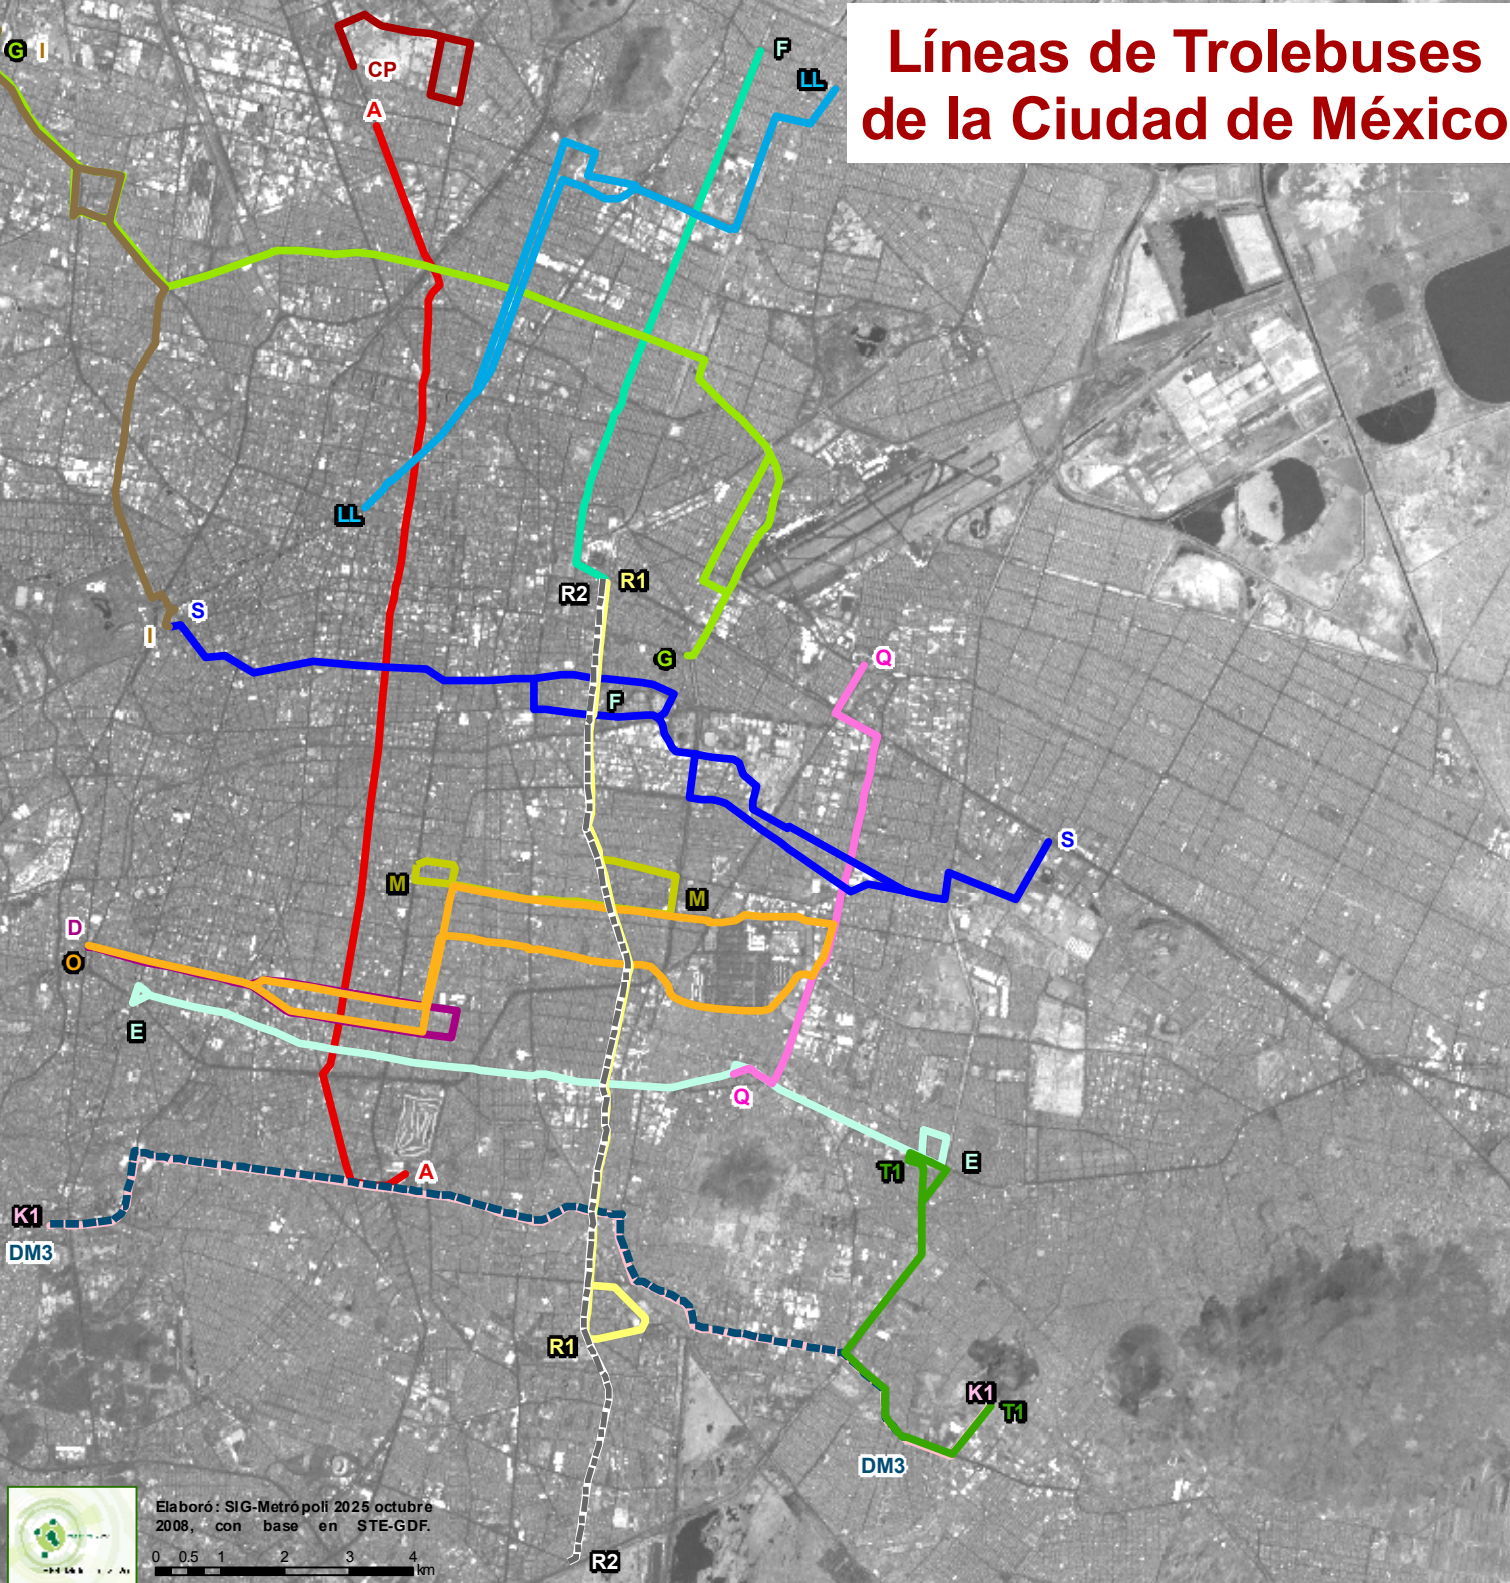 Líneas de Trolebuses
de la Ciudad de México
G I
F
LL
CP
A
LL
R2 R1
S
I
G
Q
F
S
M
M
D
O
E
Q
T1
E
A
K1
DM3
R1
K1
T1
DM3
R2
Elaboró: SIG-Metrópoli 2025 octubre
2008, con base en STE-GDF.
0 0.5 1 2 3 4
km